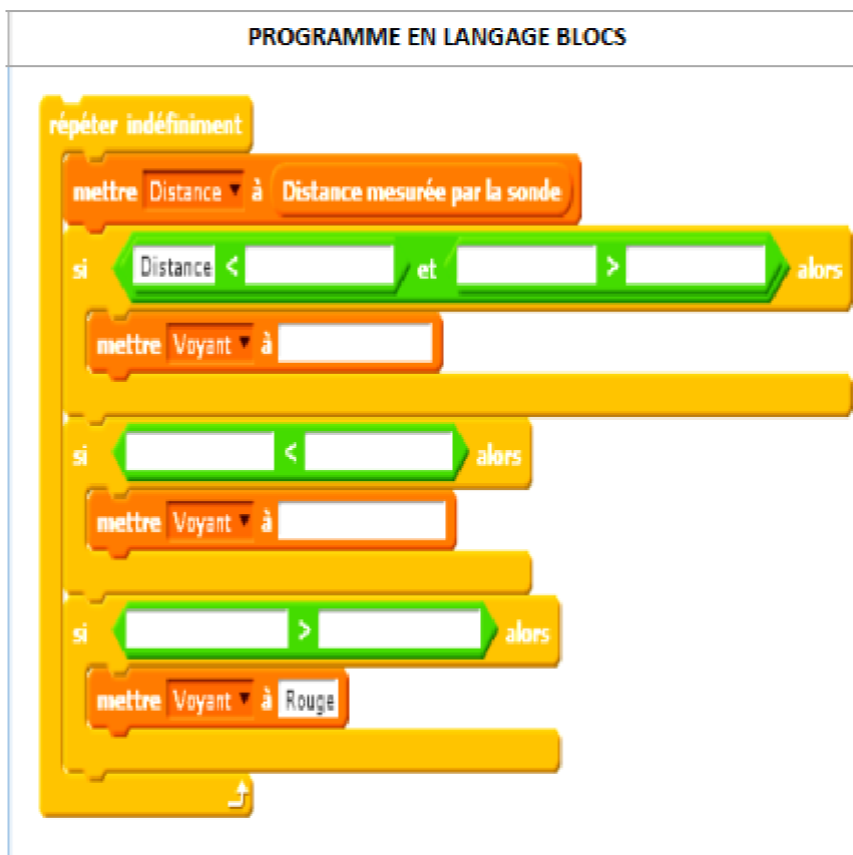 PROGRAMME EN LANGAGE BLOCS
répéter indéfiniment
mettre Distance à Distance mesurée par la sonde
si Distance < et > alors
mettre Voyant à
si < alors
mettre Voyant à
si > alors
mettre Voyant à Rouge